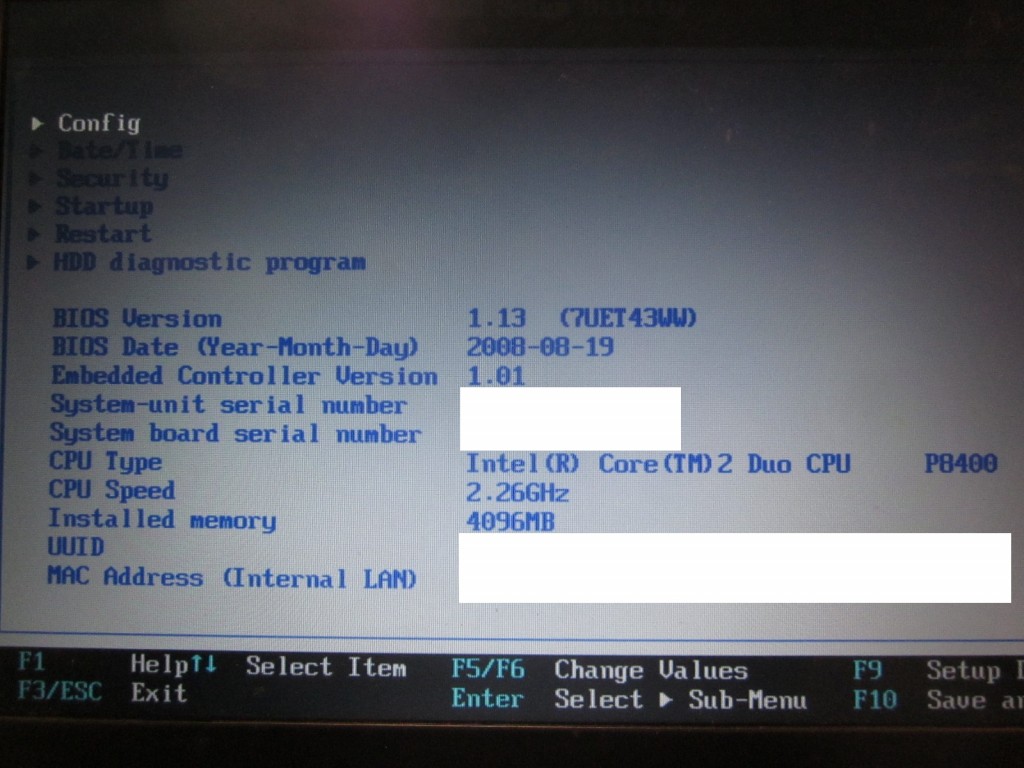 Config
Date/Time
Security
Startup
Restart
HDD diagnostic program
BIOS Version 1.13 (7UET43WW)
BIOS Date (Year-Month-Day) 2008-08-19
Embedded Controller Version 1.01
System-unit serial number
System board serial number
CPU Type Intel(R) Core(TM)2 Duo CPU P8400
CPU Speed 2.26GHz
Installed memory 4096MB
UUID
MAC Address (Internal LAN)
F1 Help ↑↓ Select Item F5/F6 Change Values F9 Setup
F3/ESC Exit Enter Select ▶ Sub-Menu F10 Save